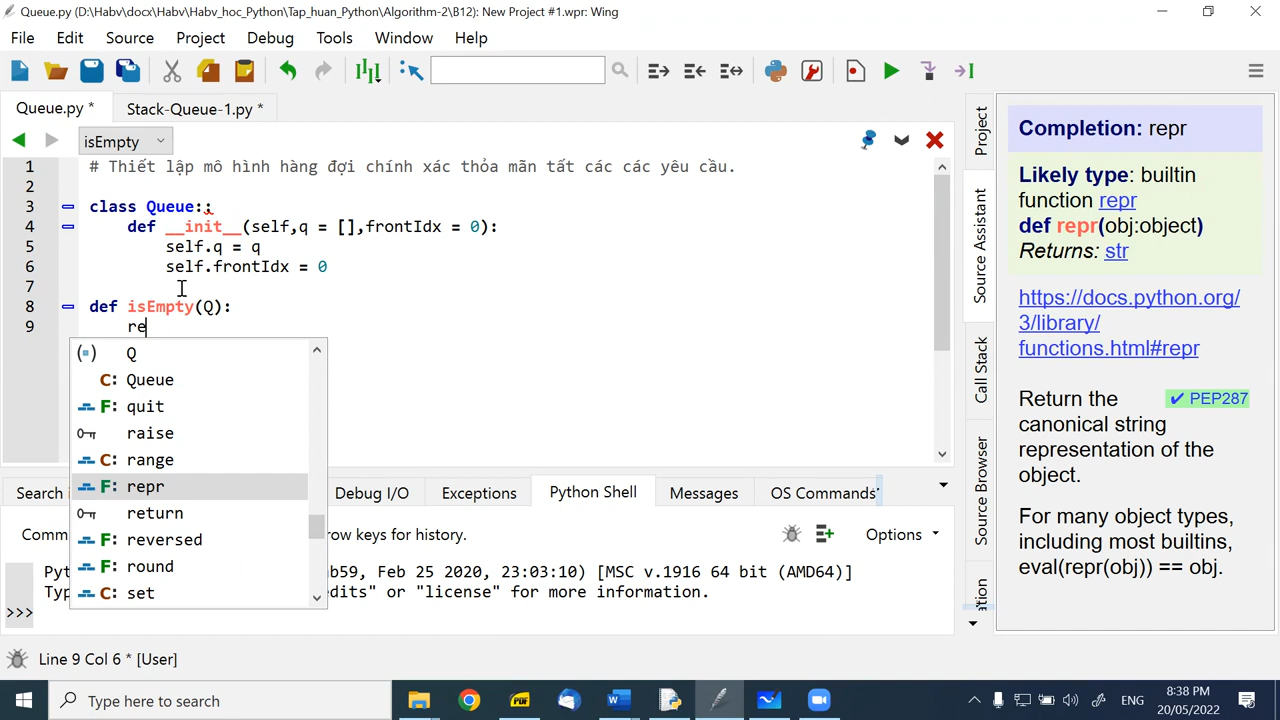 Queue.py (D:\Habv\docx\Habv\Habv_hoc_Python\Tap_huan_Python\Algorithm-2\B12): New Project #1.wpr: Wing
File Edit Source Project Debug Tools Window Help
Queue.py * Stack-Queue-1.py *
isEmpty
1 # Thiết lập mô hình hàng đợi chính xác thỏa mãn tất các các yêu cầu.
2
3 class Queue::
4 def __init__(self,q = [],frontIdx = 0):
5 self.q = q
6 self.frontIdx = 0
7
8 def isEmpty(Q):
9 re
Q
C: Queue
F: quit
raise
C: range
F: repr
return
F: reversed
F: round
C: set
Project
Source Assistant
Call Stack
Source Browser
Completion: repr
Likely type: builtin
function repr
def repr(obj:object)
Returns: str
https://docs.python.org/
3/library/
functions.html#repr
Return the ✔ PEP287
canonical string
representation of the
object.
For many object types,
including most builtins,
eval(repr(obj)) == obj.
Search Debug I/O Exceptions Python Shell Messages OS Commands
Comm row keys for history. Options
Pyt b59, Feb 25 2020, 23:03:10) [MSC v.1916 64 bit (AMD64)]
Typ edits" or "license" for more information.
>>>
Line 9 Col 6 * [User]
Type here to search
PDF
ENG
8:38 PM
20/05/2022